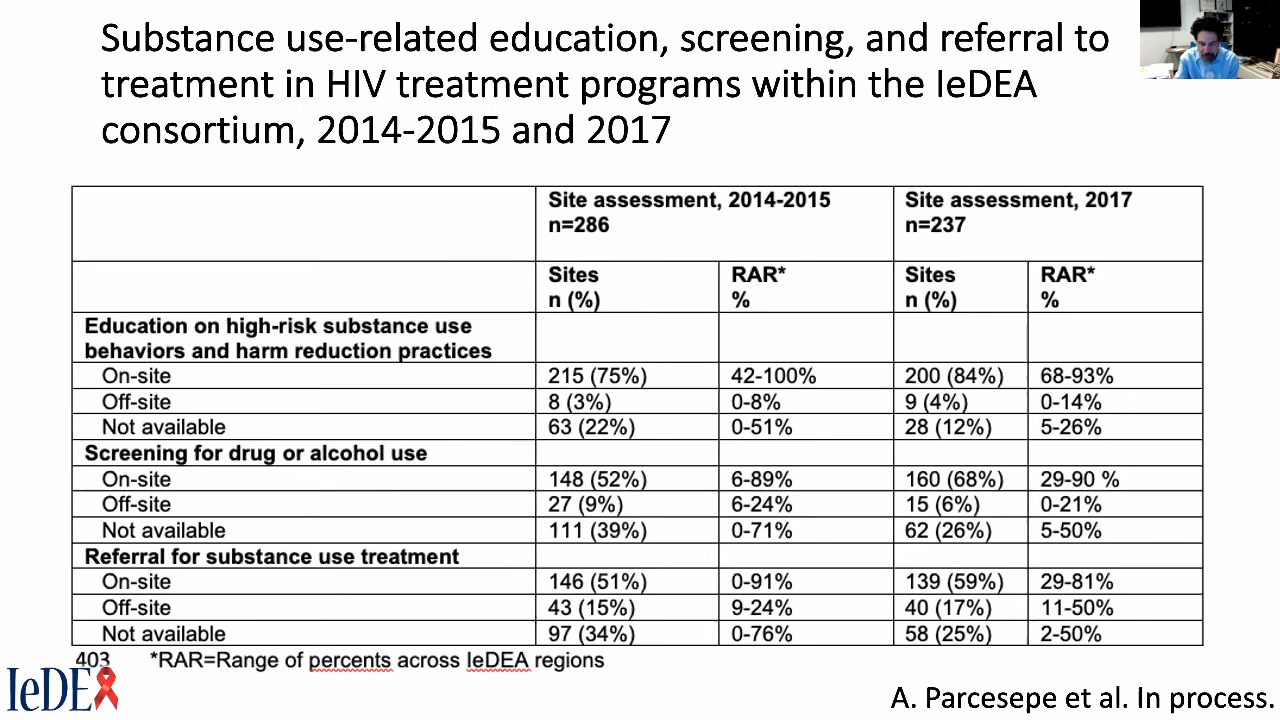 Substance use-related education, screening, and referral to
treatment in HIV treatment programs within the IeDEA
consortium, 2014-2015 and 2017
Site assessment, 2014-2015 Site assessment, 2017
n=286 n=237
Sites RAR* Sites RAR*
n (%) % n (%) %
Education on high-risk substance use
behaviors and harm reduction practices
On-site 215 (75%) 42-100% 200 (84%) 68-93%
Off-site 8 (3%) 0-8% 9 (4%) 0-14%
Not available 63 (22%) 0-51% 28 (12%) 5-26%
Screening for drug or alcohol use
On-site 148 (52%) 6-89% 160 (68%) 29-90 %
Off-site 27 (9%) 6-24% 15 (6%) 0-21%
Not available 111 (39%) 0-71% 62 (26%) 5-50%
Referral for substance use treatment
On-site 146 (51%) 0-91% 139 (59%) 29-81%
Off-site 43 (15%) 9-24% 40 (17%) 11-50%
Not available 97 (34%) 0-76% 58 (25%) 2-50%
403 *RAR=Range of percents across IeDEA regions
IeDEA
A. Parcesepe et al. In process.